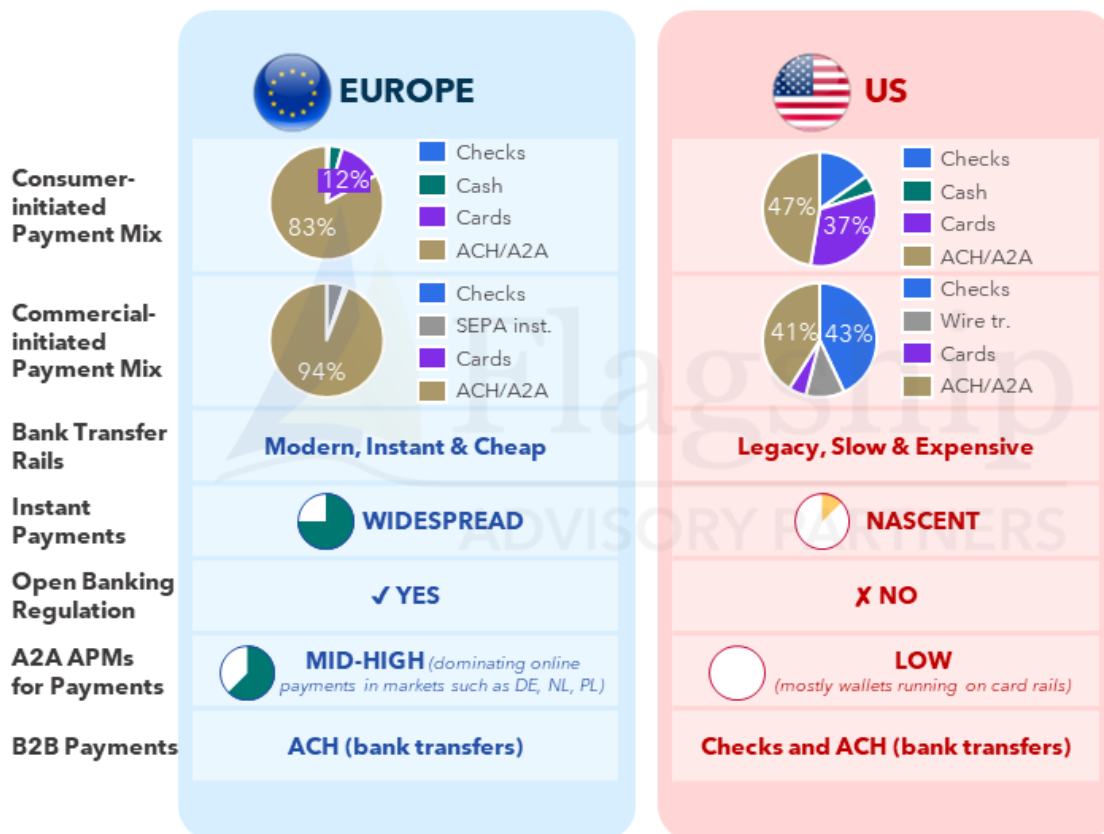 EUROPE
US
Consumer-
initiated
Payment Mix
12%
83%
Checks
Cash
Cards
ACH/A2A
47%
37%
Checks
Cash
Cards
ACH/A2A
Commercial-
initiated
Payment Mix
94%
Checks
SEPA inst.
Cards
ACH/A2A
41%
43%
Checks
Wire tr.
Cards
ACH/A2A
Bank Transfer
Rails
Modern, Instant & Cheap
Legacy, Slow & Expensive
Instant
Payments
WIDESPREAD
NASCENT
Open Banking
Regulation
✓ YES
✗ NO
A2A APMs
for Payments
MID-HIGH (dominating online
payments in markets such as DE, NL, PL)
LOW
(mostly wallets running on card rails)
B2B Payments
ACH (bank transfers)
Checks and ACH (bank transfers)
Flagship
ADVISORY PARTNERS